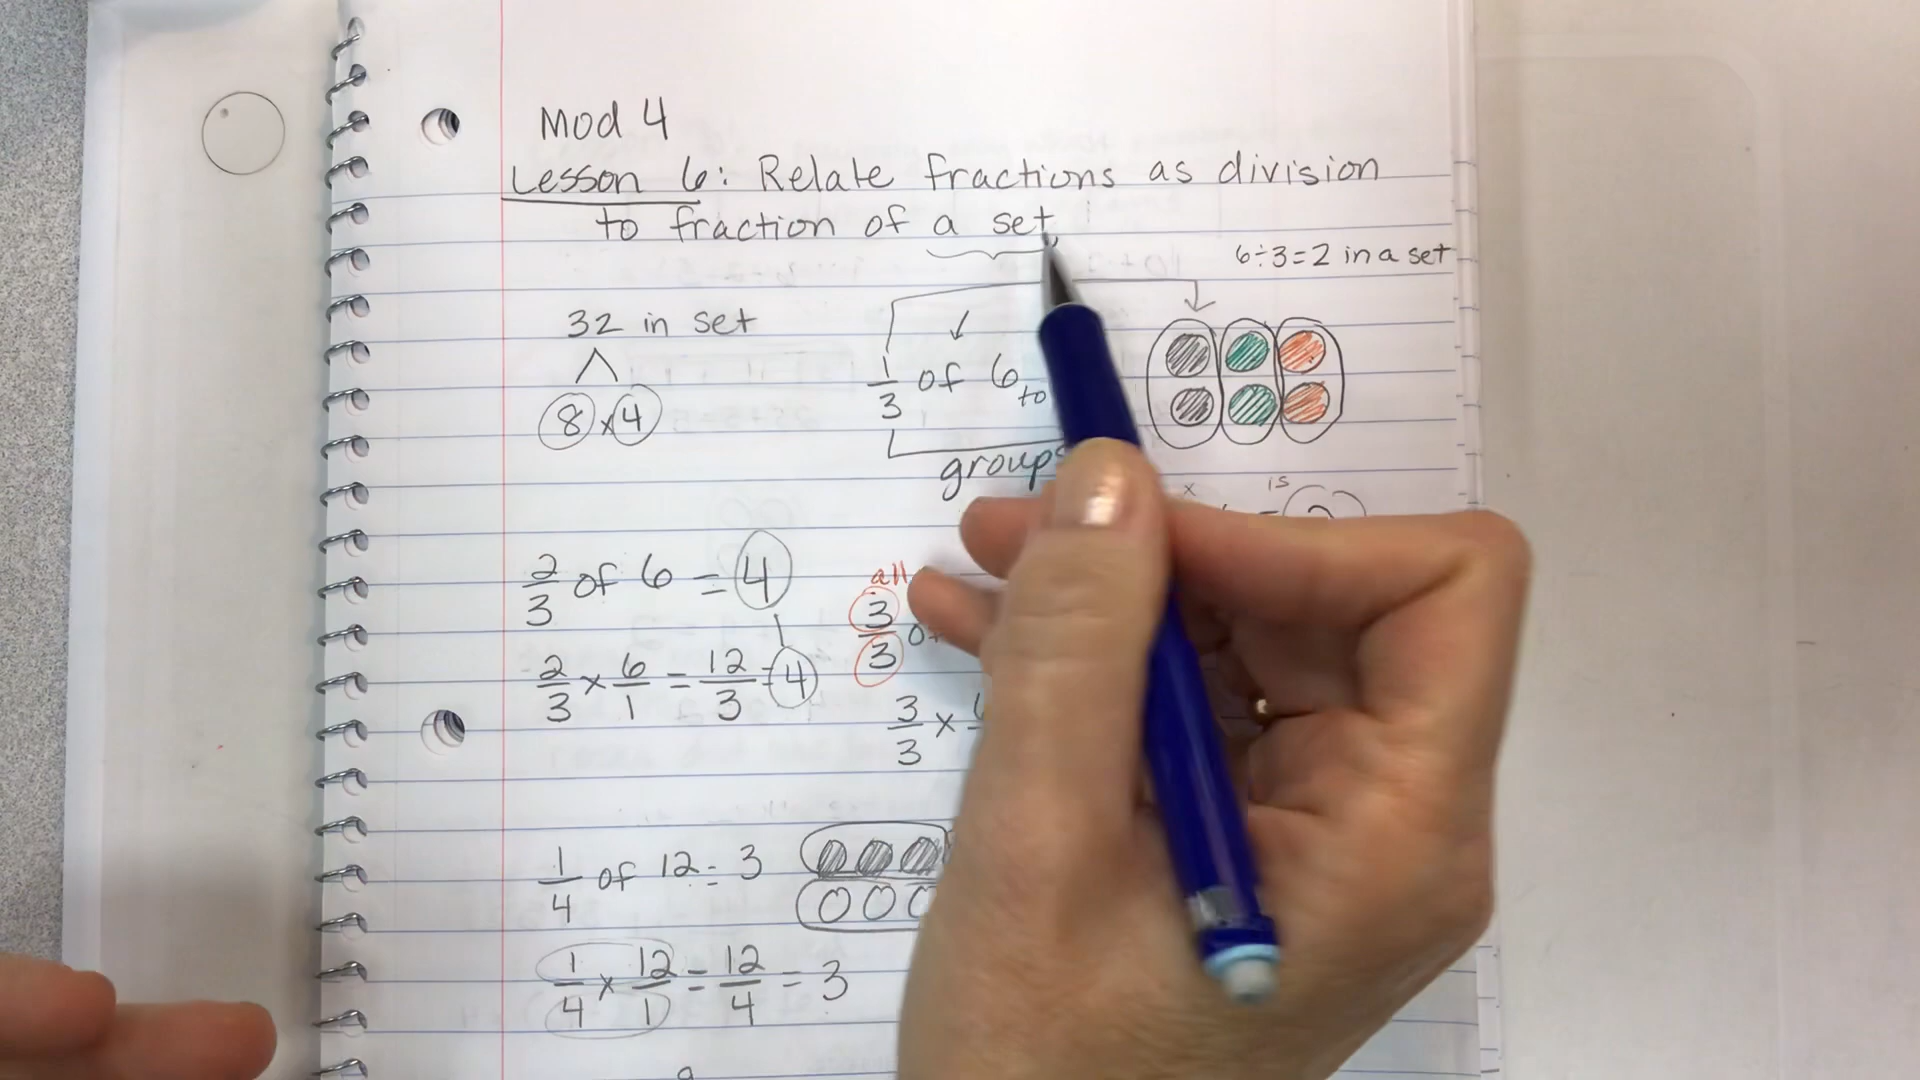 Mod 4
Lesson 6: Relate fractions as division
to fraction of a set
6÷3=2 in a set
32 in set
8 x 4
1/3 of 6
to
groups
x is
2/3 of 6 = 4
2/3 x 6/1 = 12/3 = 4
all
3/3
3/3 x
1/4 of 12 = 3
1/4 x 12/1 = 12/4 = 3